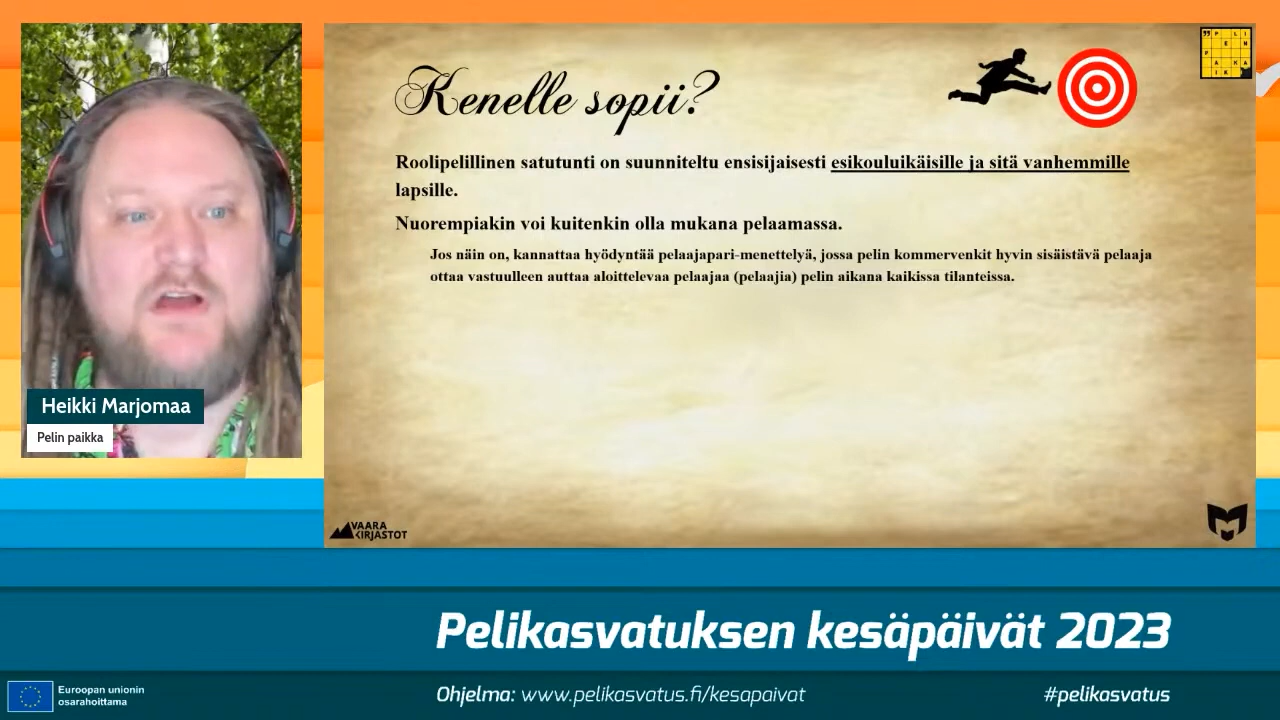 Kenelle sopii?
Roolipelillinen satutunti on suunniteltu ensisijaisesti esikouluikäisille ja sitä vanhemmille
lapsille.
Nuorempiakin voi kuitenkin olla mukana pelaamassa.
Jos näin on, kannattaa hyödyntää pelaajapari-menettelyä, jossa pelin kommervenkit hyvin sisäistävä pelaaja
ottaa vastuulleen auttaa aloittelevaa pelaajaa (pelaajia) pelin aikana kaikissa tilanteissa.
Heikki Marjomaa
Pelin paikka
VAARA
KIRJASTOT
Pelikasvatuksen kesäpäivät 2023
Euroopan unionin
osarahoittama
Ohjelma: www.pelikasvatus.fi/kesapaivat
#pelikasvatus